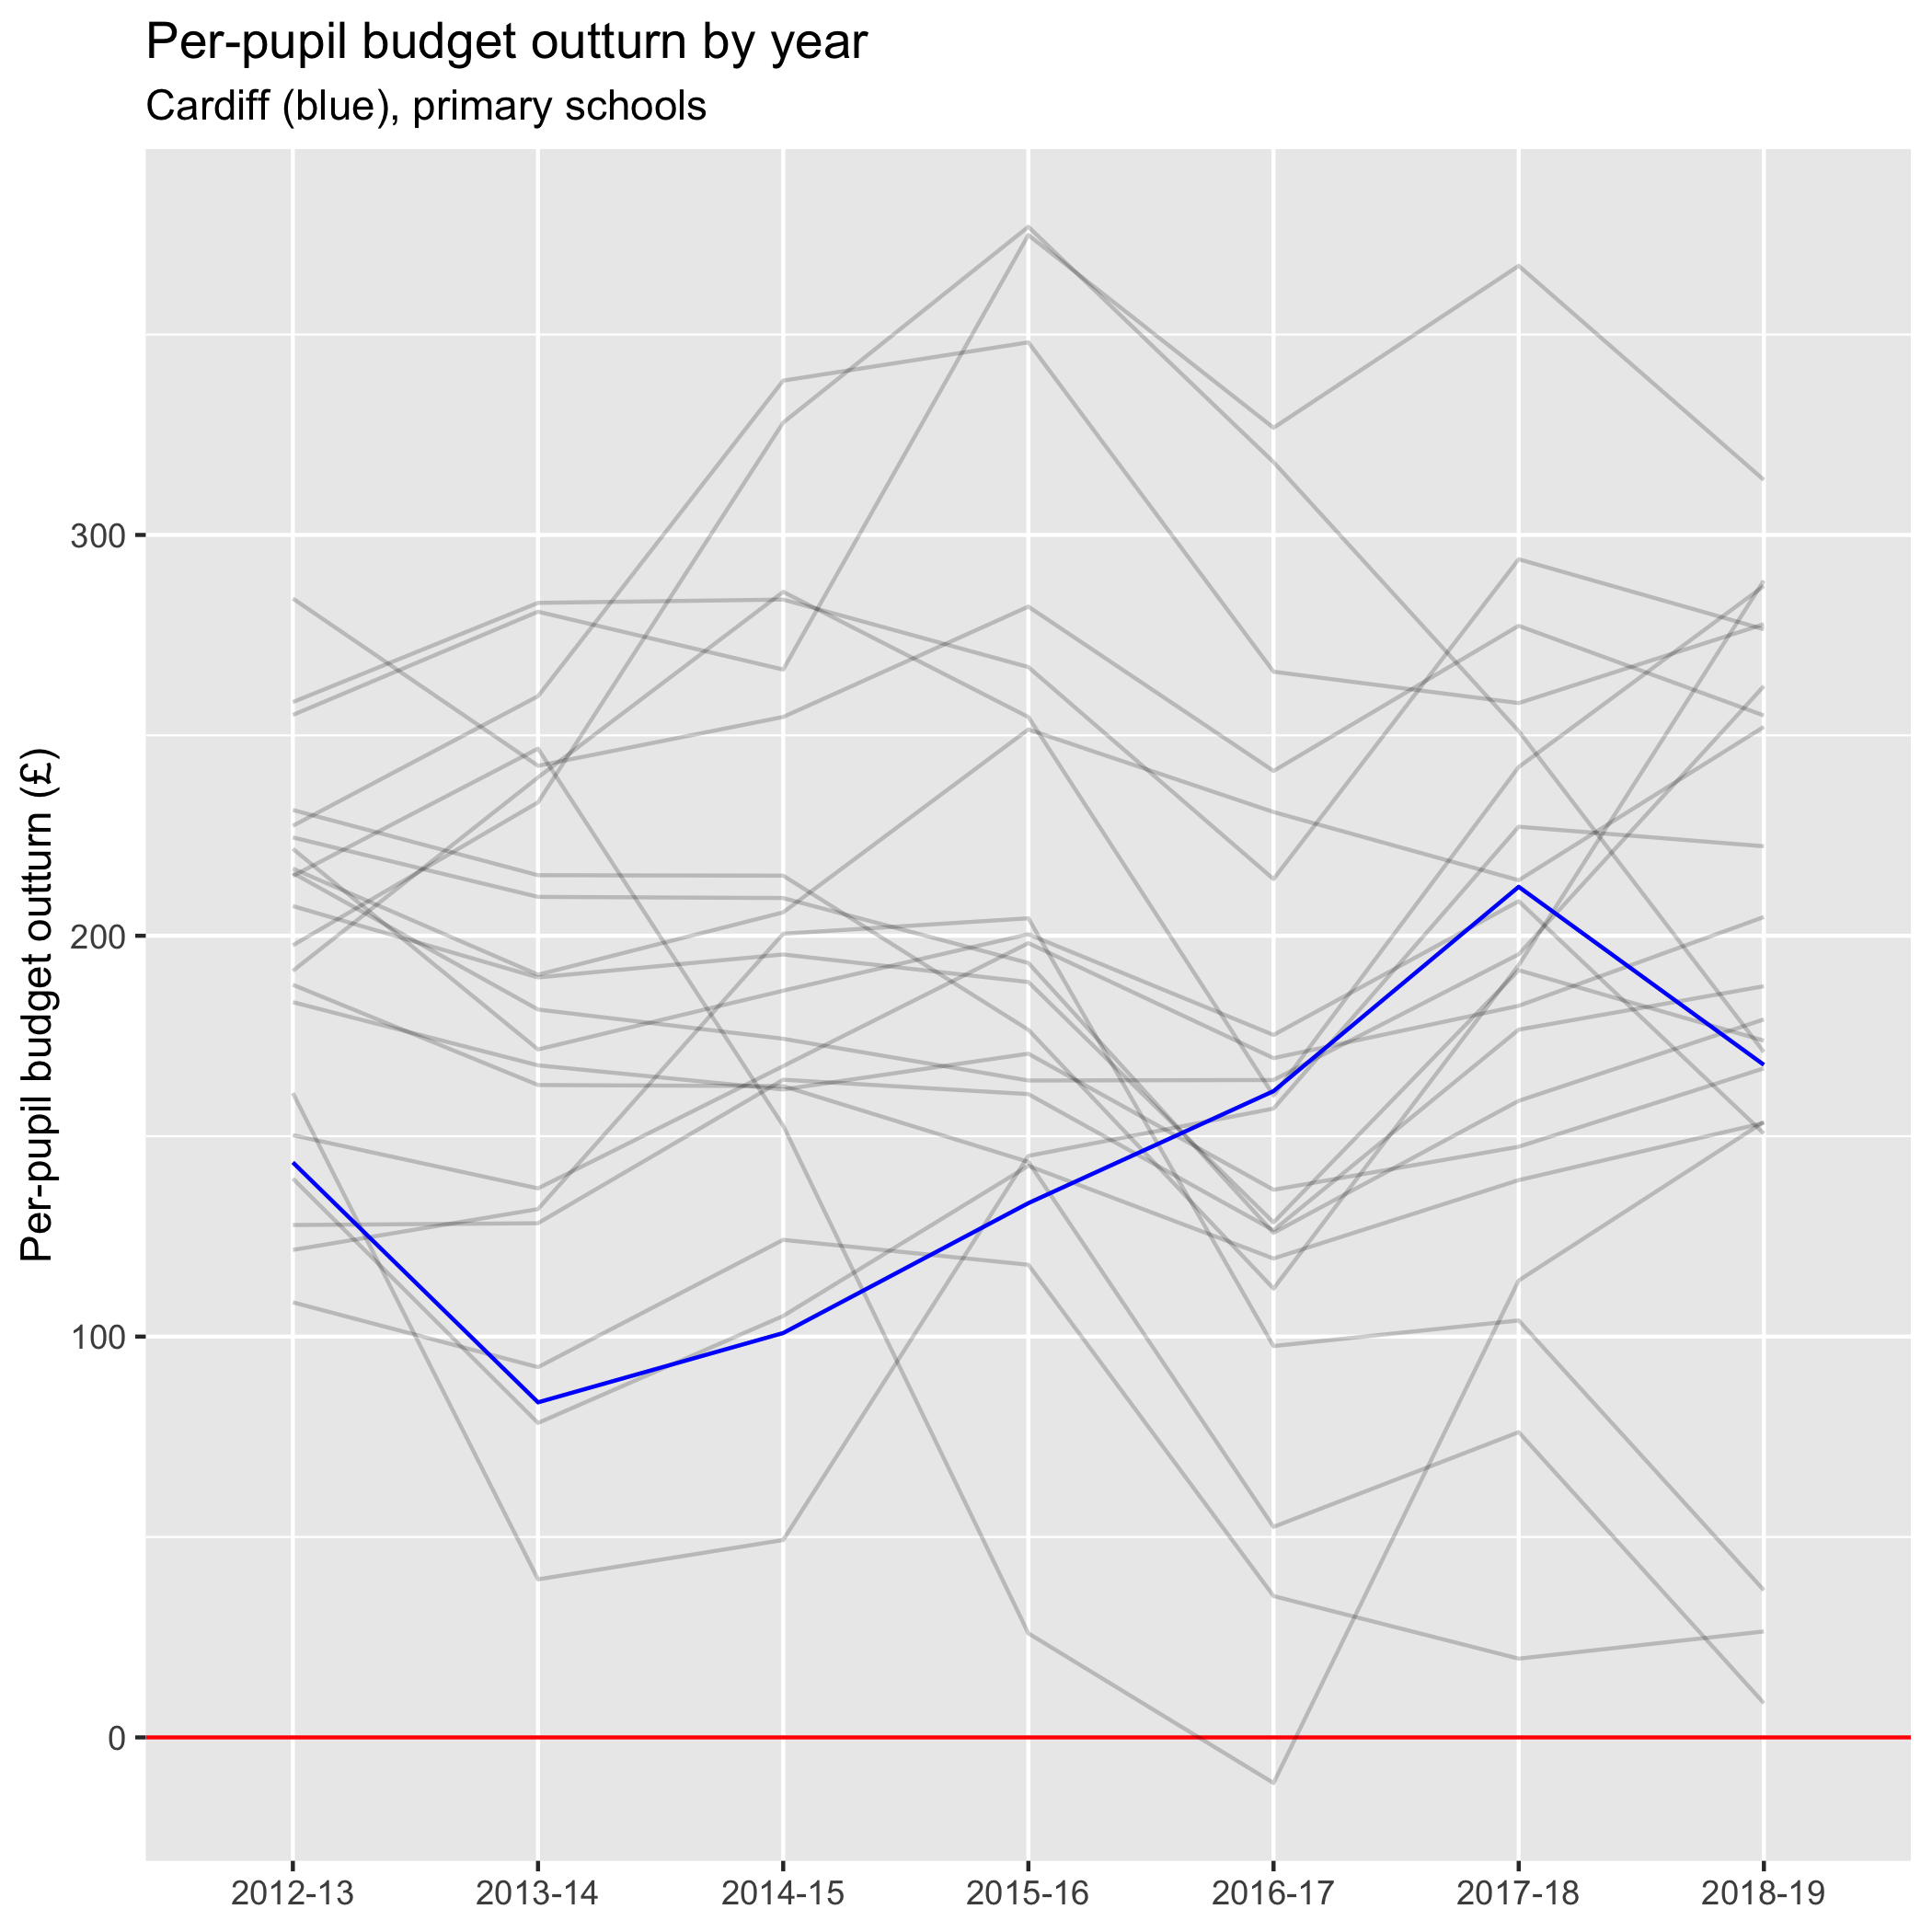 Per-pupil budget outturn by year
Cardiff (blue), primary schools
Per-pupil budget outturn (£)
300
200
100
0
2012-13 2013-14 2014-15 2015-16 2016-17 2017-18 2018-19